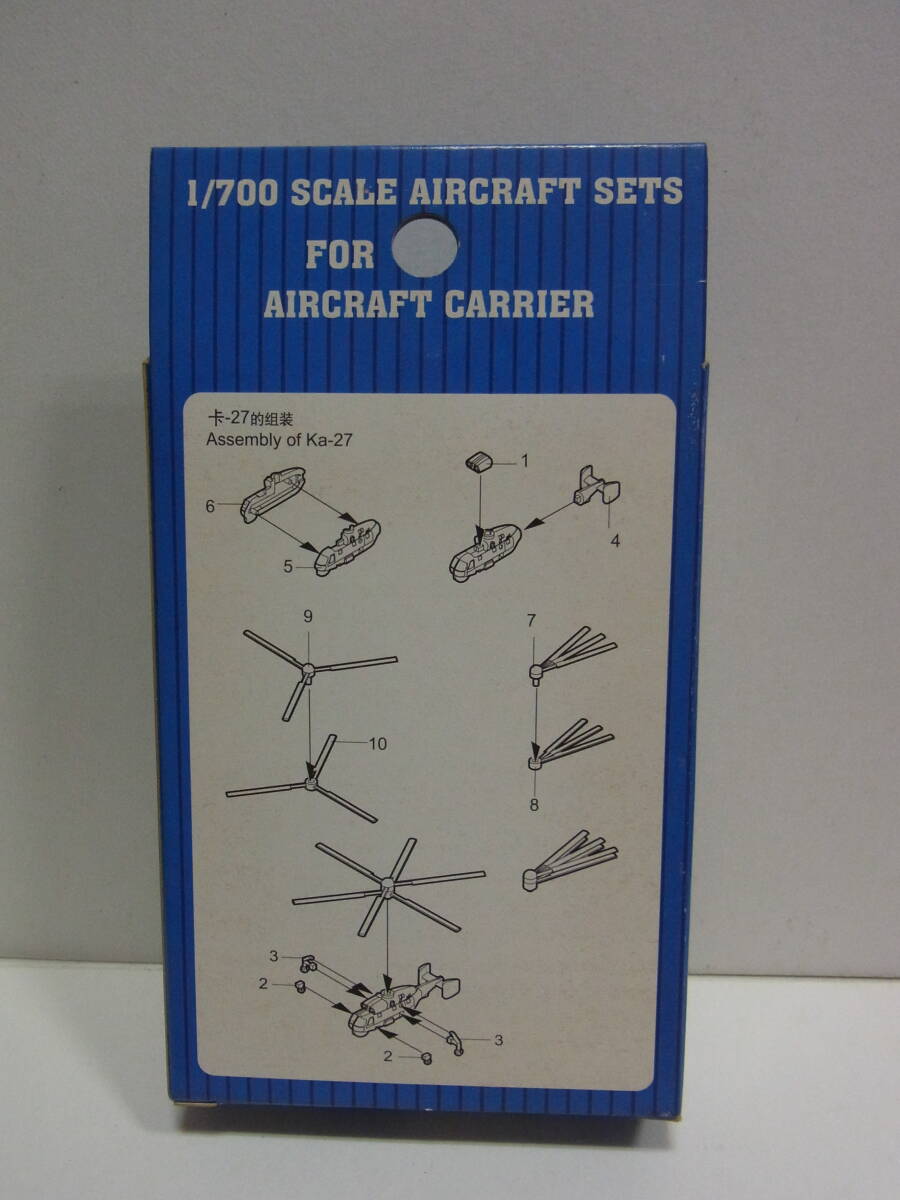 1/700 SCALE AIRCRAFT SETS
FOR
AIRCRAFT CARRIER
卡-27的组装
Assembly of Ka-27
1
6
4
5
9
7
10
8
3
2
3
2